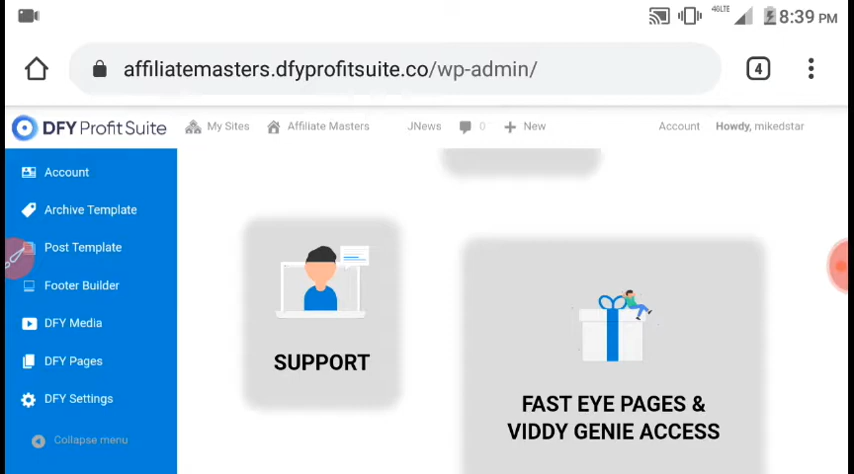 4GLTE
8:39 PM
affiliatemasters.dfyprofitsuite.co/wp-admin/
4
DFY ProfitSuite
My Sites
Affiliate Masters
JNews
0
New
Account
Howdy, mikedstar
Account
Archive Template
Post Template
Footer Builder
DFY Media
DFY Pages
DFY Settings
Collapse menu
SUPPORT
FAST EYE PAGES &
VIDDY GENIE ACCESS